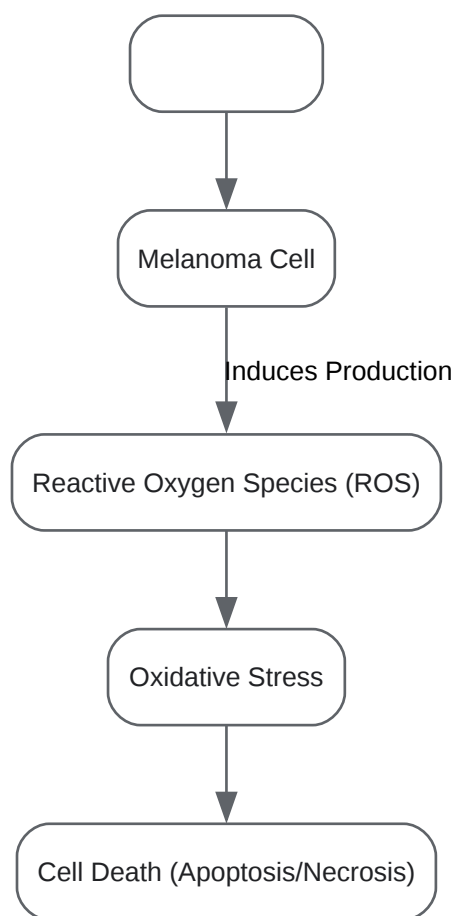 Melanoma Cell
Induces Production
Reactive Oxygen Species (ROS)
Oxidative Stress
Cell Death (Apoptosis/Necrosis)